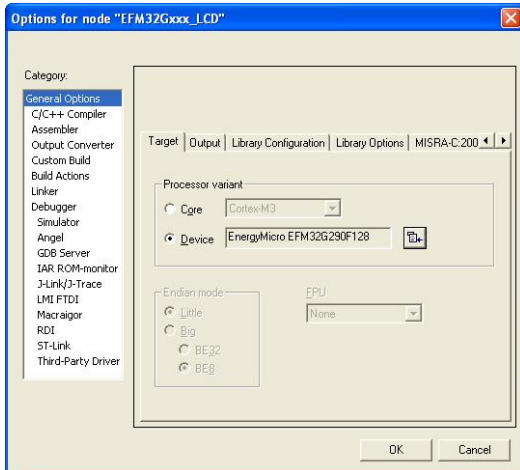 Options for node "EFM32Gxxx_LCD"
Category:
General Options
C/C++ Compiler
Assembler
Output Converter
Custom Build
Build Actions
Linker
Debugger
Simulator
Angel
GDB Server
IAR ROM-monitor
J-Link/J-Trace
LMI FTDI
Macraigor
RDI
ST-Link
Third-Party Driver
Target Output Library Configuration Library Options MISRA-C:200
Processor variant
Core Cortex-M3
Device EnergyMicro EFM32G290F128
Endian mode
Little
Big
BE32
BE8
FPU
None
OK Cancel